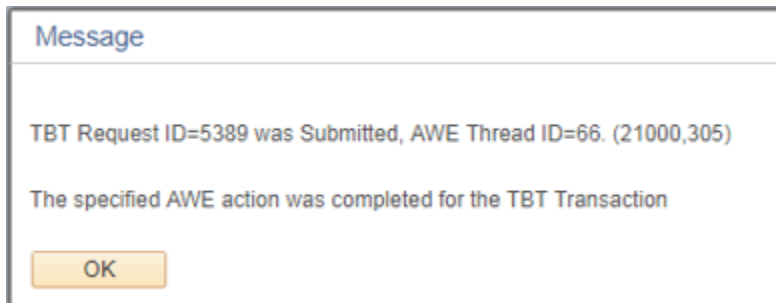 Message
TBT Request ID=5389 was Submitted, AWE Thread ID=66. (21000,305)
The specified AWE action was completed for the TBT Transaction
OK